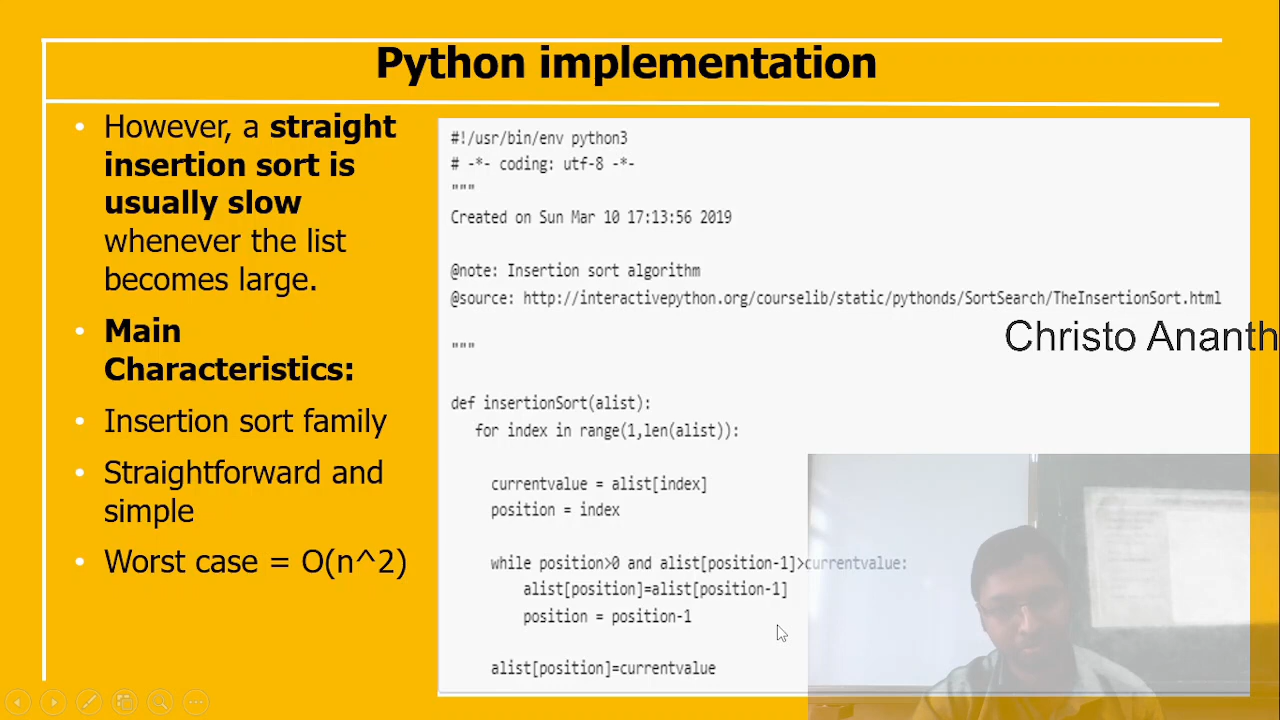 Python implementation
• However, a straight
insertion sort is
usually slow
whenever the list
becomes large.
• Main
Characteristics:
• Insertion sort family
• Straightforward and
simple
• Worst case = O(n^2)
#!/usr/bin/env python3
# -*- coding: utf-8 -*-
"""
Created on Sun Mar 10 17:13:56 2019
@note: Insertion sort algorithm
@source: http://interactivepython.org/courselib/static/pythonds/SortSearch/TheInsertionSort.html
"""
def insertionSort(alist):
for index in range(1,len(alist)):
currentvalue = alist[index]
position = index
while position>0 and alist[position-1]>currentvalue:
alist[position]=alist[position-1]
position = position-1
alist[position]=currentvalue
Christo Ananth